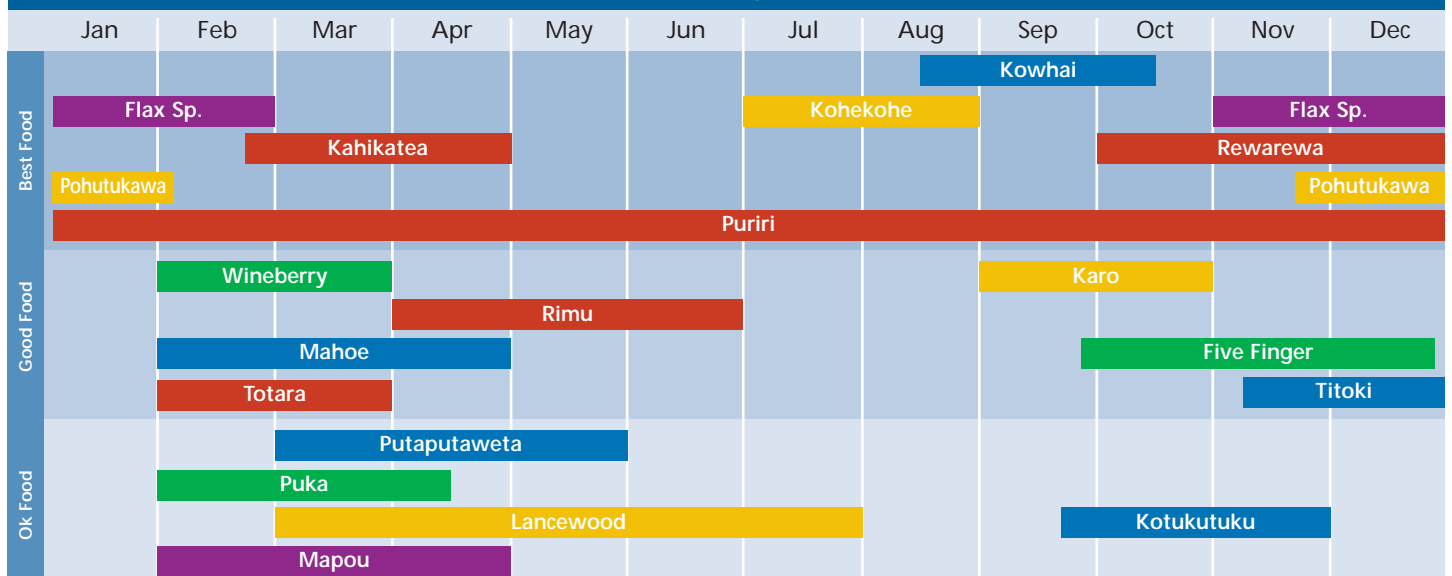 Jan Feb Mar Apr May Jun Jul Aug Sep Oct Nov Dec
Best Food
Kowhai
Flax Sp. Kohekohe Flax Sp.
Kahikatea Rewarewa
Pohutukawa Pohutukawa
Puriri
Good Food
Wineberry Karo
Rimu
Mahoe Five Finger
Totara Titoki
Ok Food
Putaputaweta
Puka
Lancewood Kotukutuku
Mapou